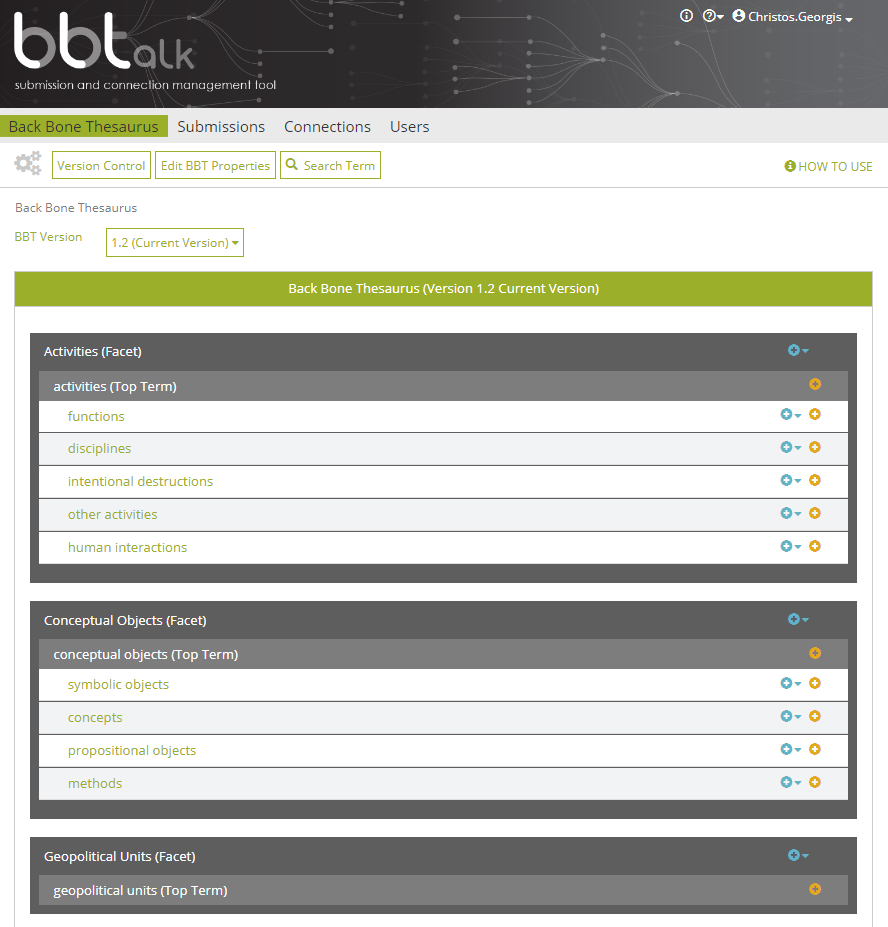 bbtalk
submission and connection management tool
Christos.Georgis
Back Bone Thesaurus Submissions Connections Users
Version Control Edit BBT Properties Search Term HOW TO USE
Back Bone Thesaurus
BBT Version 1.2 (Current Version)
Back Bone Thesaurus (Version 1.2 Current Version)
Activities (Facet)
activities (Top Term)
functions
disciplines
intentional destructions
other activities
human interactions
Conceptual Objects (Facet)
conceptual objects (Top Term)
symbolic objects
concepts
propositional objects
methods
Geopolitical Units (Facet)
geopolitical units (Top Term)